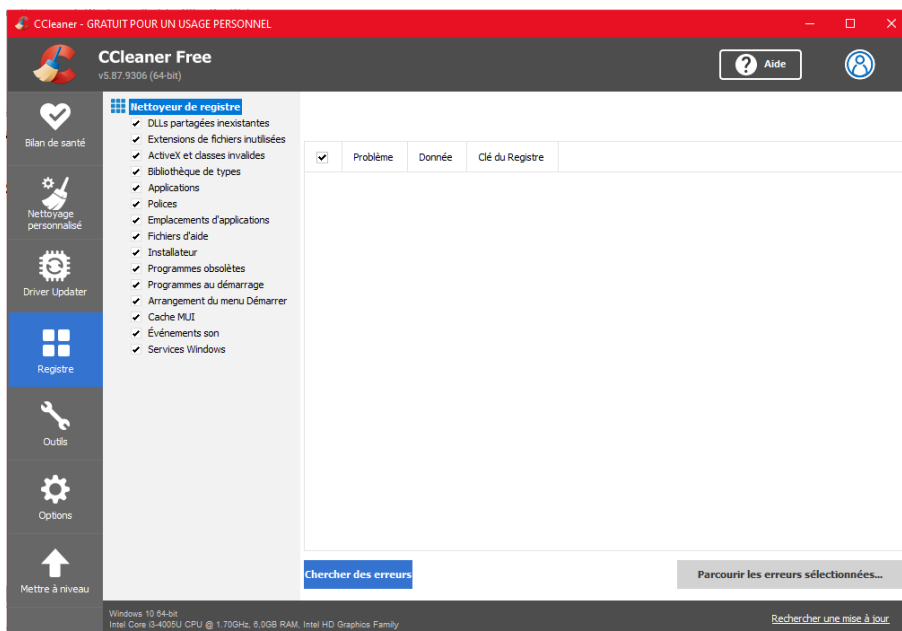 CCleaner - GRATUIT POUR UN USAGE PERSONNEL
CCleaner Free
v5.87.9306 (64-bit)
Aide
Bilan de santé
Nettoyage
personnalisé
Driver Updater
Registre
Outils
Options
Mettre à niveau
Nettoyeur de registre
DLLs partagées inexistantes
Extensions de fichiers inutilisées
ActiveX et classes invalides
Bibliothèque de types
Applications
Polices
Emplacements d'applications
Fichiers d'aide
Installateur
Programmes obsolètes
Programmes au démarrage
Arrangement du menu Démarrer
Cache MUI
Événements son
Services Windows
Problème Donnée Clé du Registre
Chercher des erreurs
Parcourir les erreurs sélectionnées...
Windows 10 64-bit
Intel Core i3-4005U CPU @ 1.70GHz, 6,0GB RAM, Intel HD Graphics Family
Rechercher une mise à jour